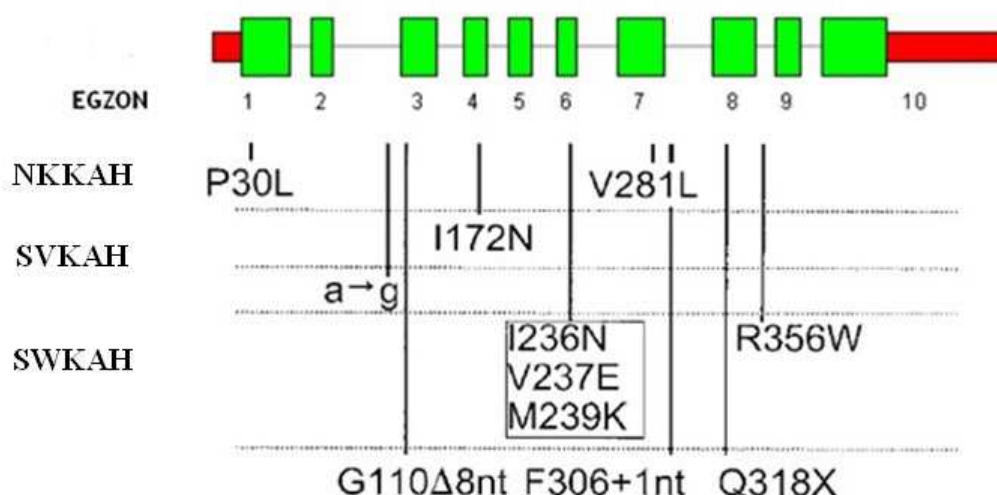 EGZON 1 2 3 4 5 6 7 8 9 10
NKKAH P30L V281L
I172N
SVKAH
a→g
SWKAH I236N R356W
V237E
M239K
G110Δ8nt F306+1nt Q318X